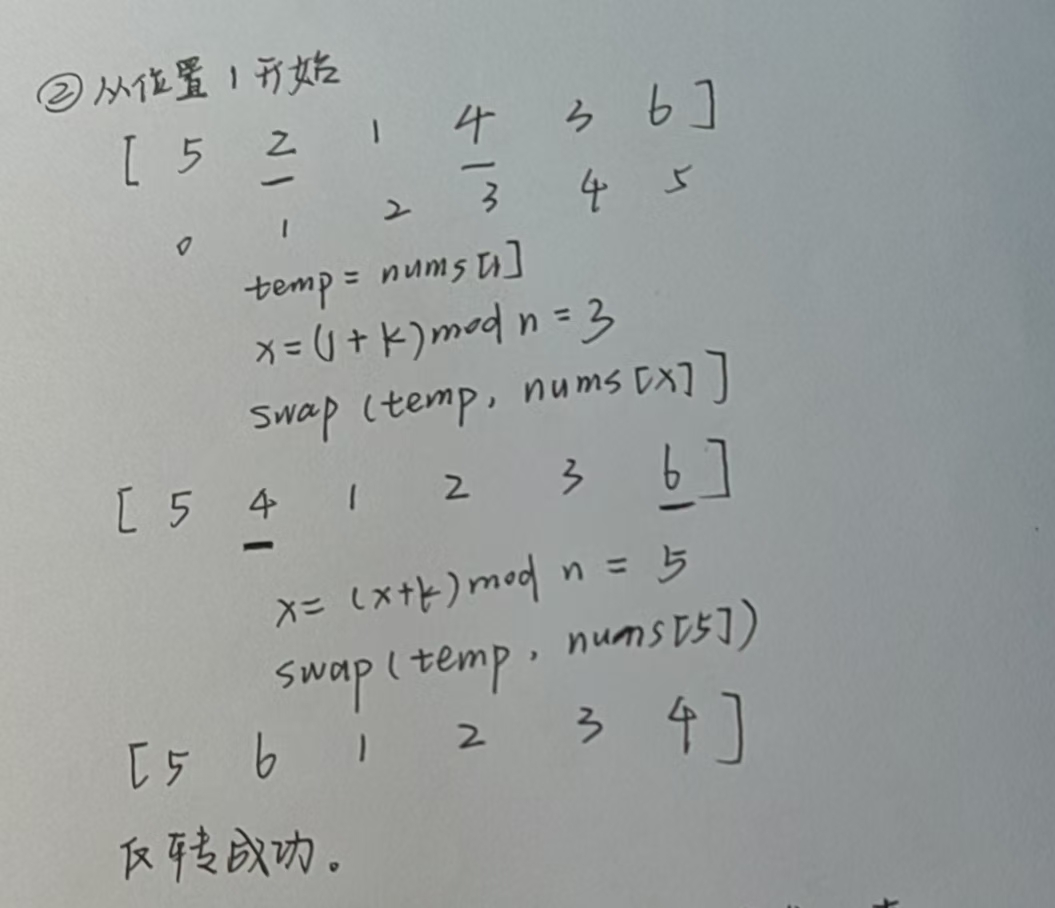 ②从位置1开始
[ 5 2 1 4 3 6 ]
0 1 2 3 4 5
temp = nums[1]
x=(1+k)mod n = 3
swap (temp, nums[x] ]
[ 5 4 1 2 3 6 ]
x= (x+k)mod n = 5
swap(temp, nums[5])
[5 6 1 2 3 4 ]
反转成功。